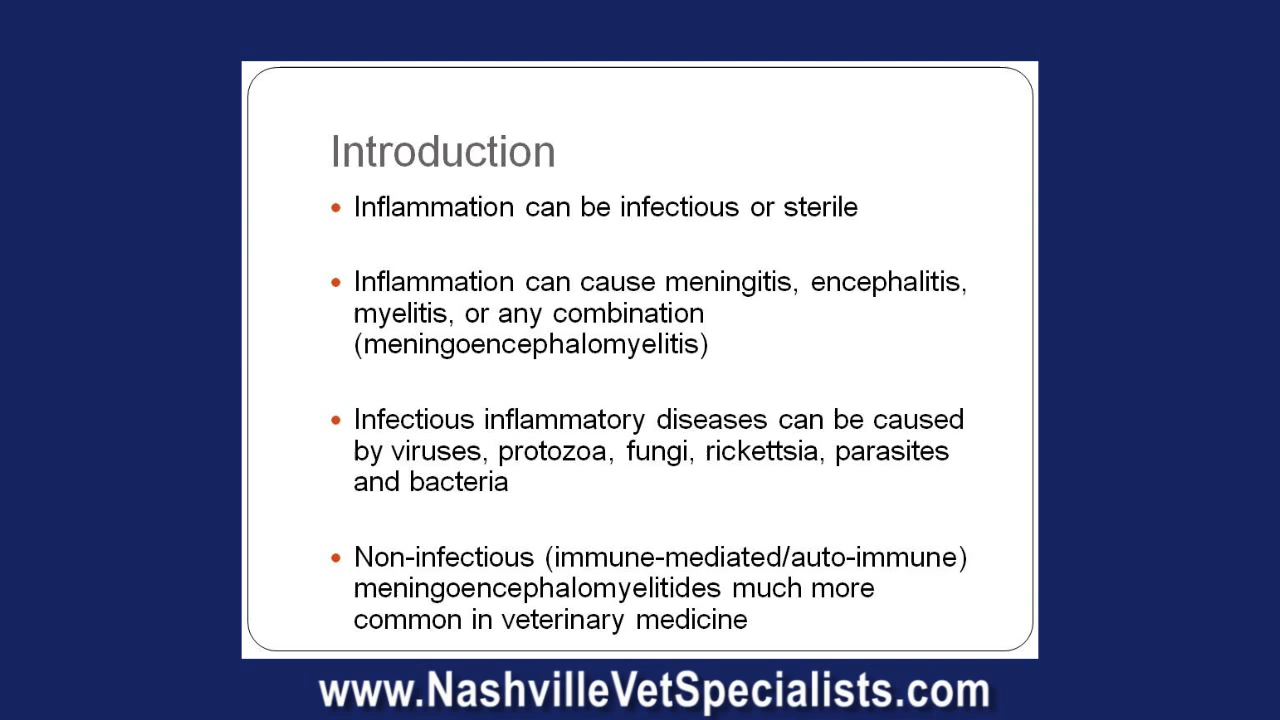 Introduction
• Inflammation can be infectious or sterile
• Inflammation can cause meningitis, encephalitis,
myelitis, or any combination
(meningoencephalomyelitis)
• Infectious inflammatory diseases can be caused
by viruses, protozoa, fungi, rickettsia, parasites
and bacteria
• Non-infectious (immune-mediated/auto-immune)
meningoencephalomyelitides much more
common in veterinary medicine
www.NashvilleVetSpecialists.com